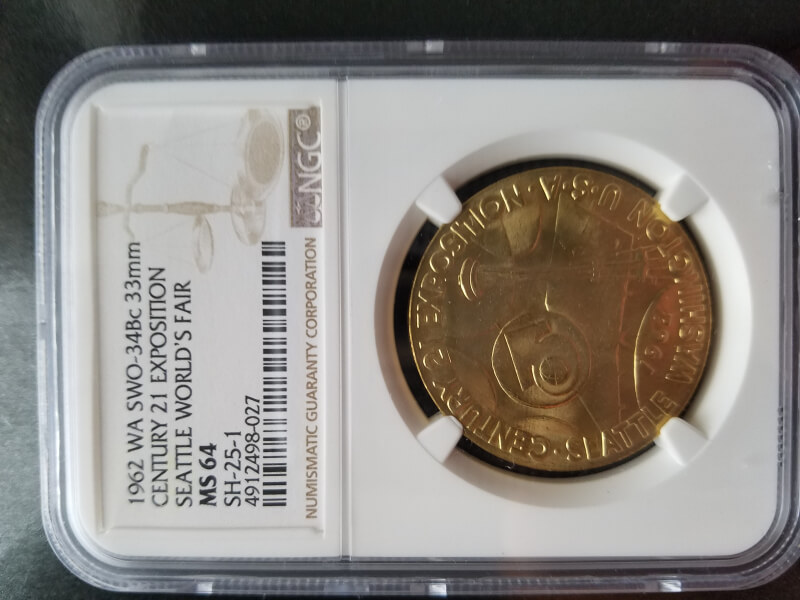 1962 WA SWO-34Bc 33mm
CENTURY 21 EXPOSITION
SEATTLE WORLD'S FAIR
MS 64
SH-25-1
4912498-027
NGC®
NUMISMATIC GUARANTY CORPORATION
CENTURY 21 EXPOSITION · U·S·A·
SEATTLE WASHINGTON
1962